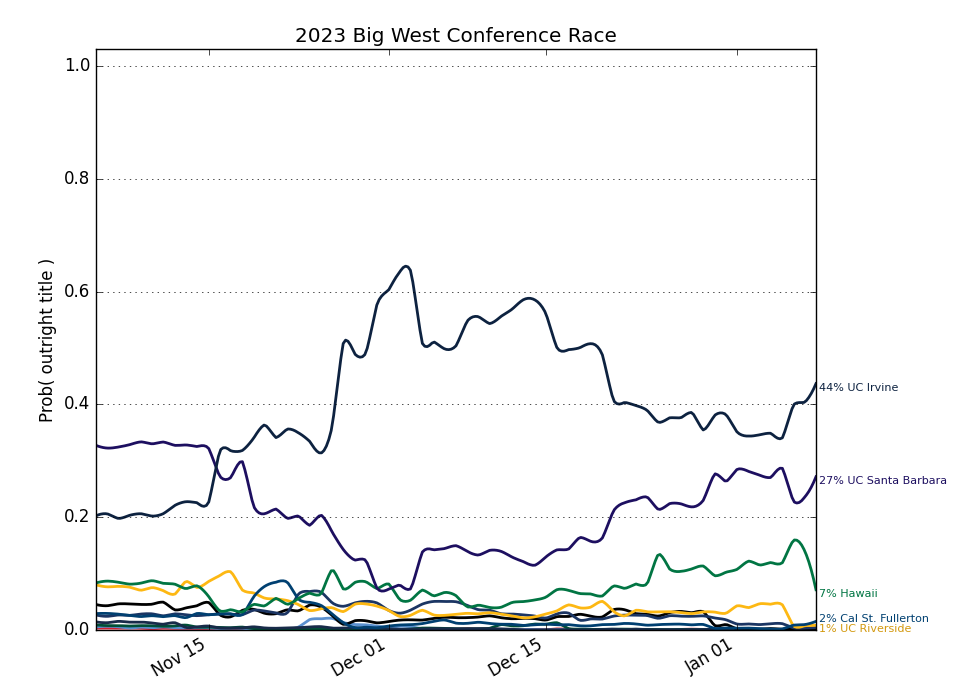 2023 Big West Conference Race
Prob( outright title )
1.0
0.8
0.6
0.4
0.2
0.0
Nov 15
Dec 01
Dec 15
Jan 01
44% UC Irvine
27% UC Santa Barbara
7% Hawaii
2% Cal St. Fullerton
1% UC Riverside